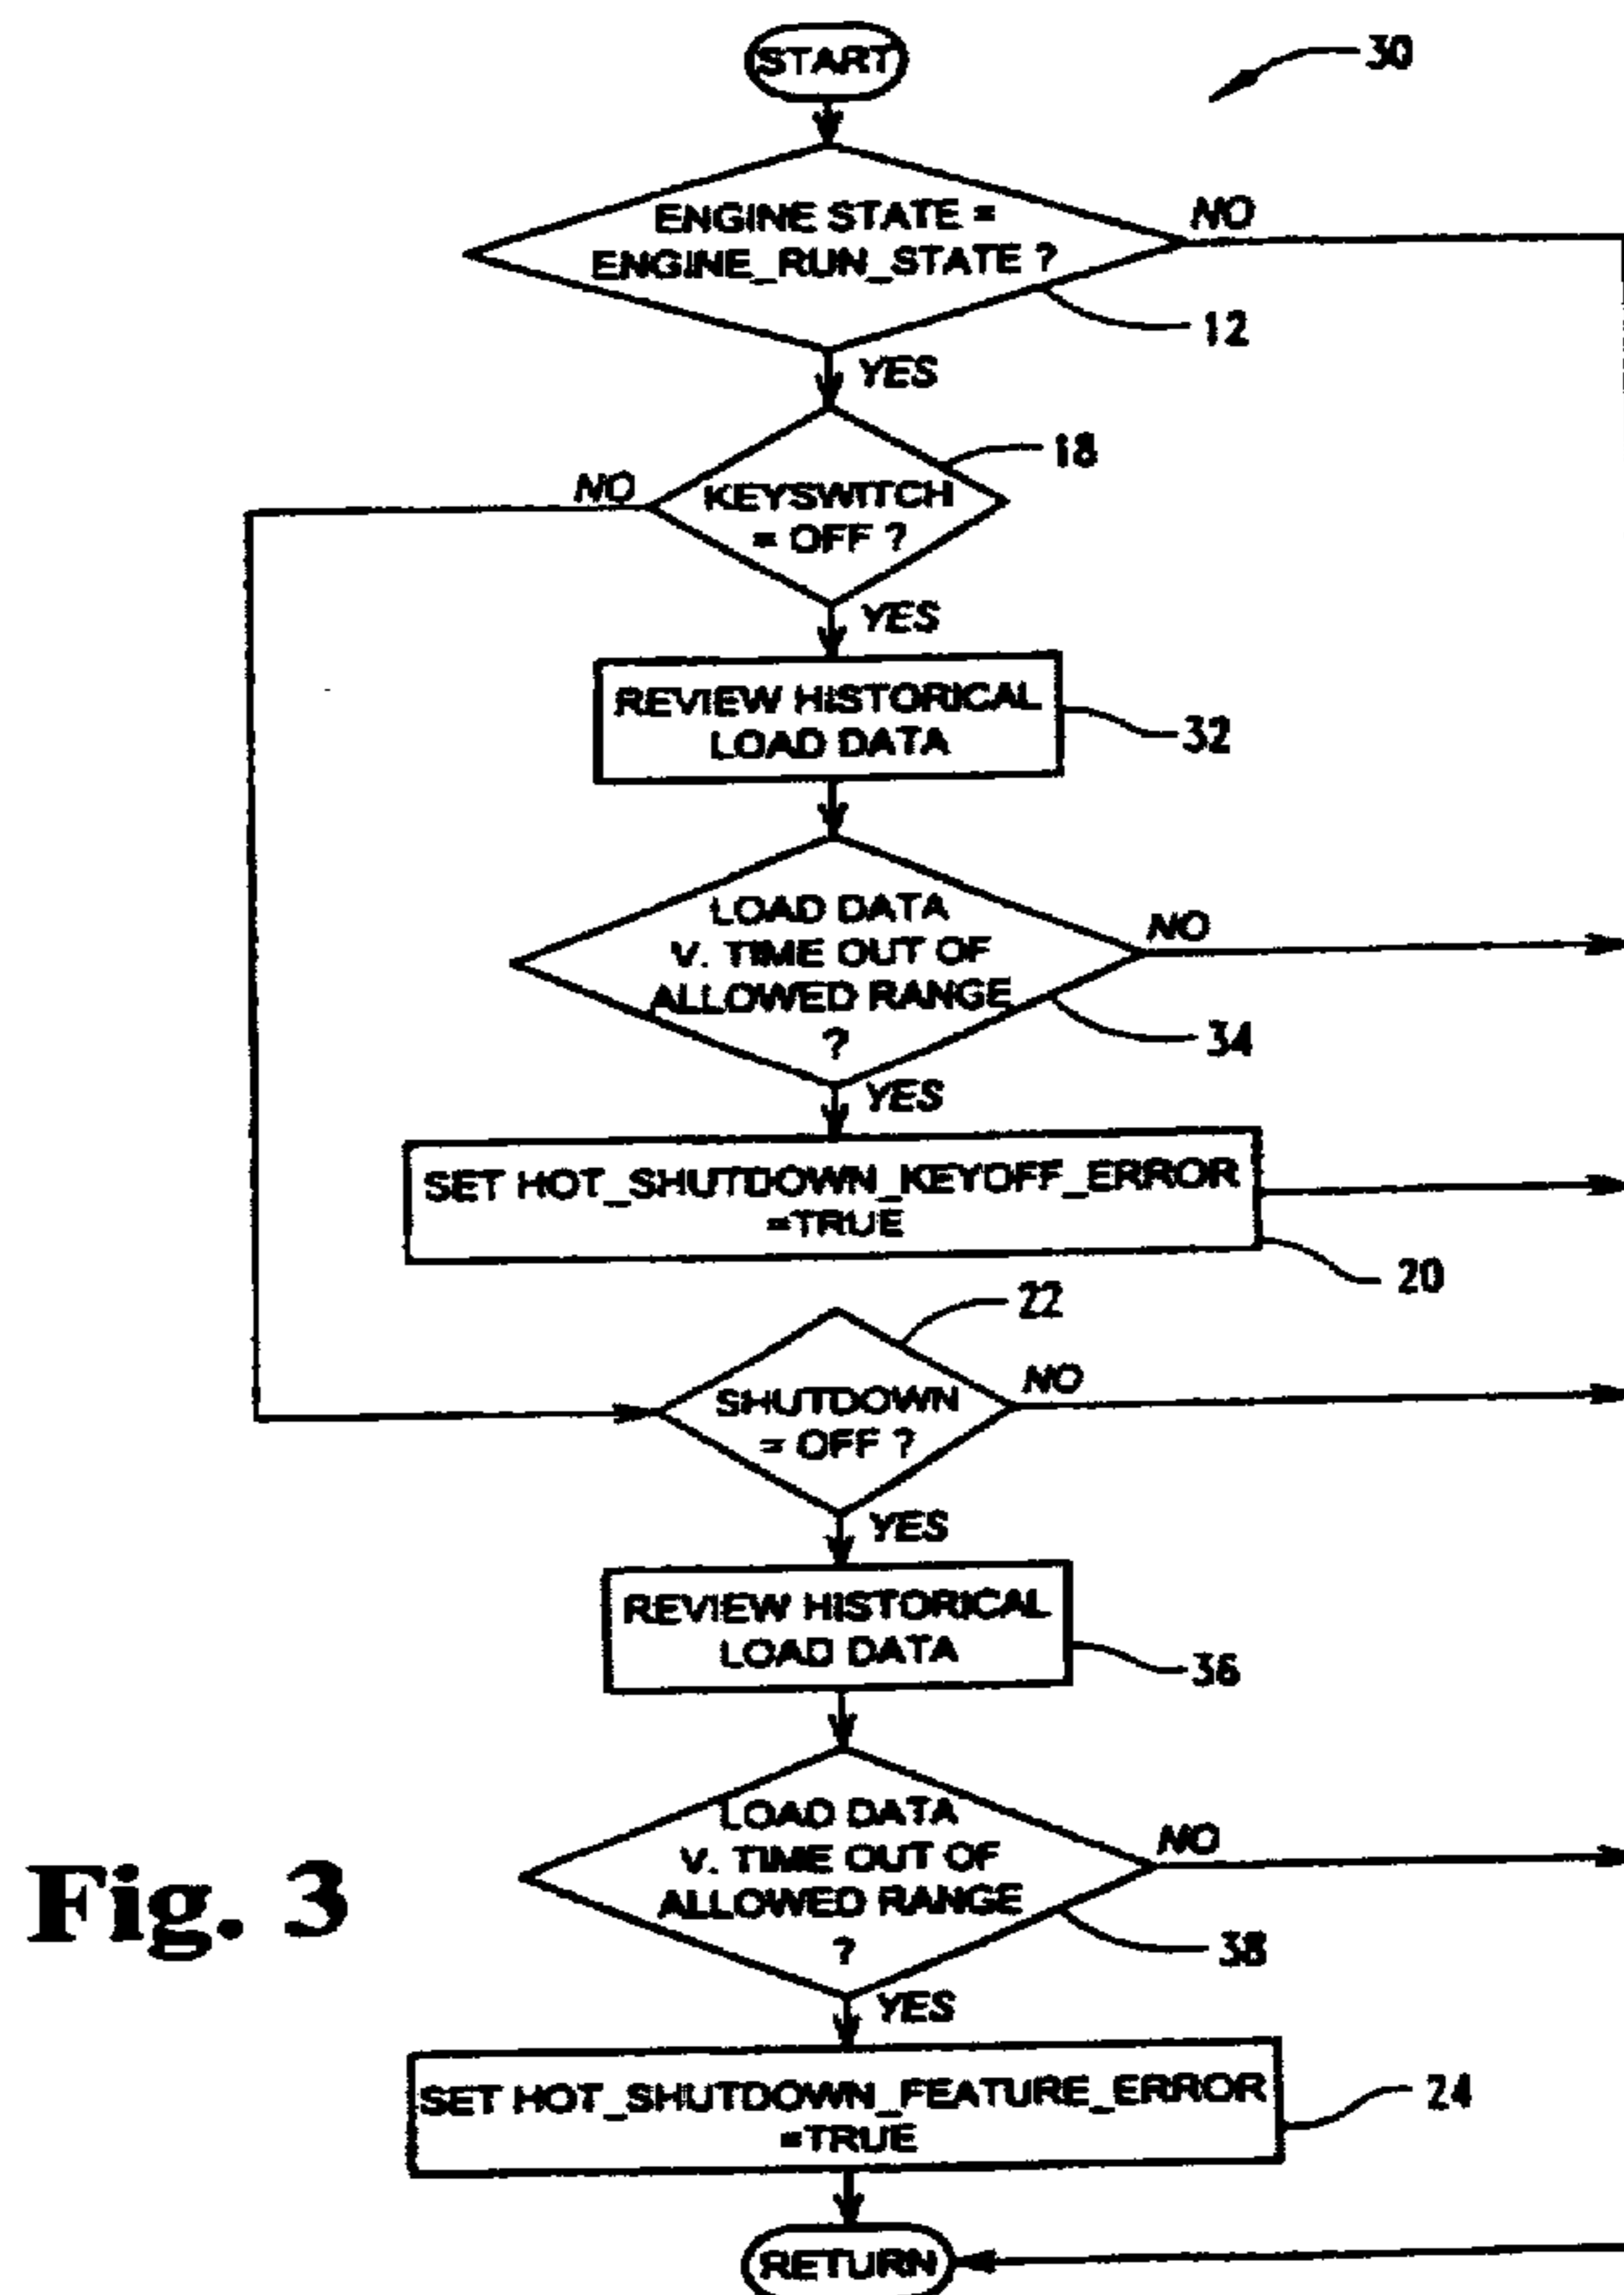 START
30
ENGINE STATE =
ENGINE_RUN_STATE ?
NO
12
YES
18
NO
KEYSWITCH
= OFF ?
YES
REVIEW HISTORICAL
LOAD DATA
32
LOAD DATA
V. TIME OUT OF
ALLOWED RANGE
?
NO
34
YES
SET HOT_SHUTDOWN_KEYOFF_ERROR
=TRUE
20
22
SHUTDOWN
= OFF ?
NO
YES
REVIEW HISTORICAL
LOAD DATA
36
LOAD DATA
V. TIME OUT OF
ALLOWED RANGE
?
NO
38
Fig. 3
YES
SET HOT_SHUTDOWN_FEATURE_ERROR
=TRUE
24
RETURN